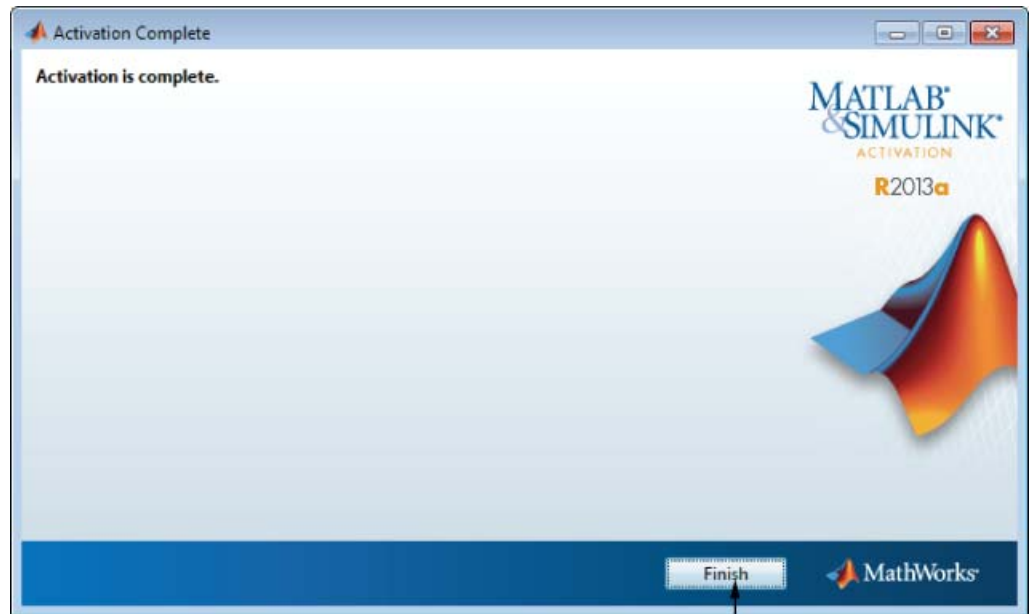 Activation Complete
Activation is complete.
MATLAB®
&SIMULINK®
ACTIVATION
R2013a
Finish
MathWorks®